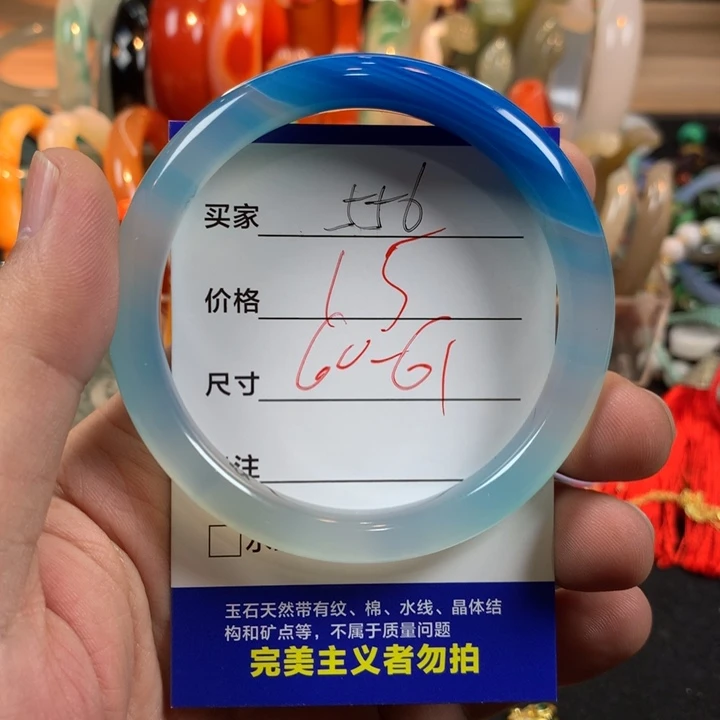 买家 556
价格 15
尺寸 60-61
注
玉石天然带有纹、棉、水线、晶体结
构和矿点等，不属于质量问题
完美主义者勿拍